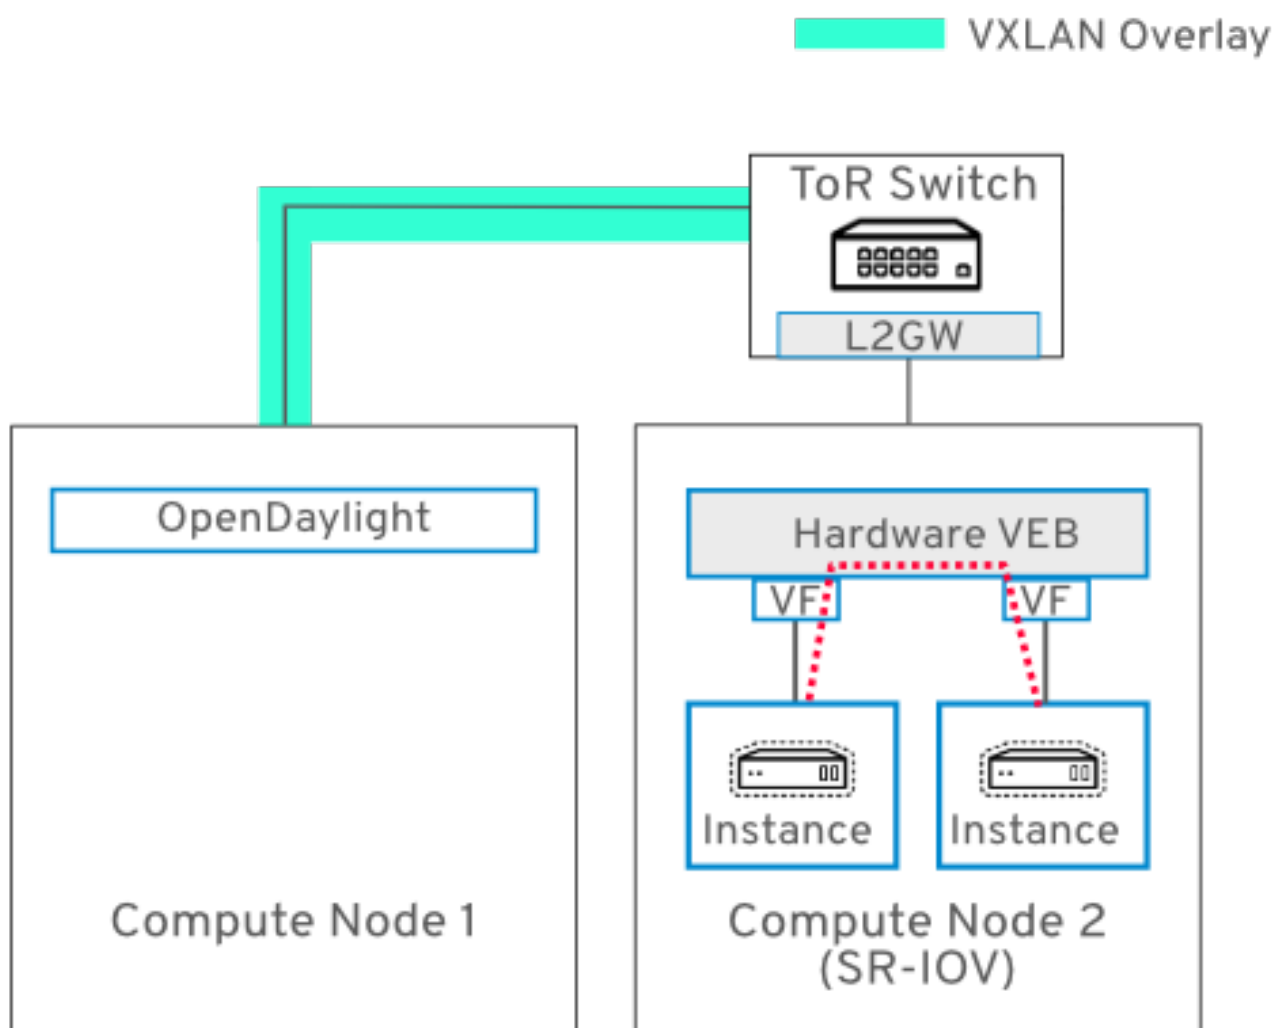 VXLAN Overlay
ToR Switch
L2GW
OpenDaylight
Hardware VEB
VF
VF
Instance
Instance
Compute Node 1
Compute Node 2
(SR-IOV)